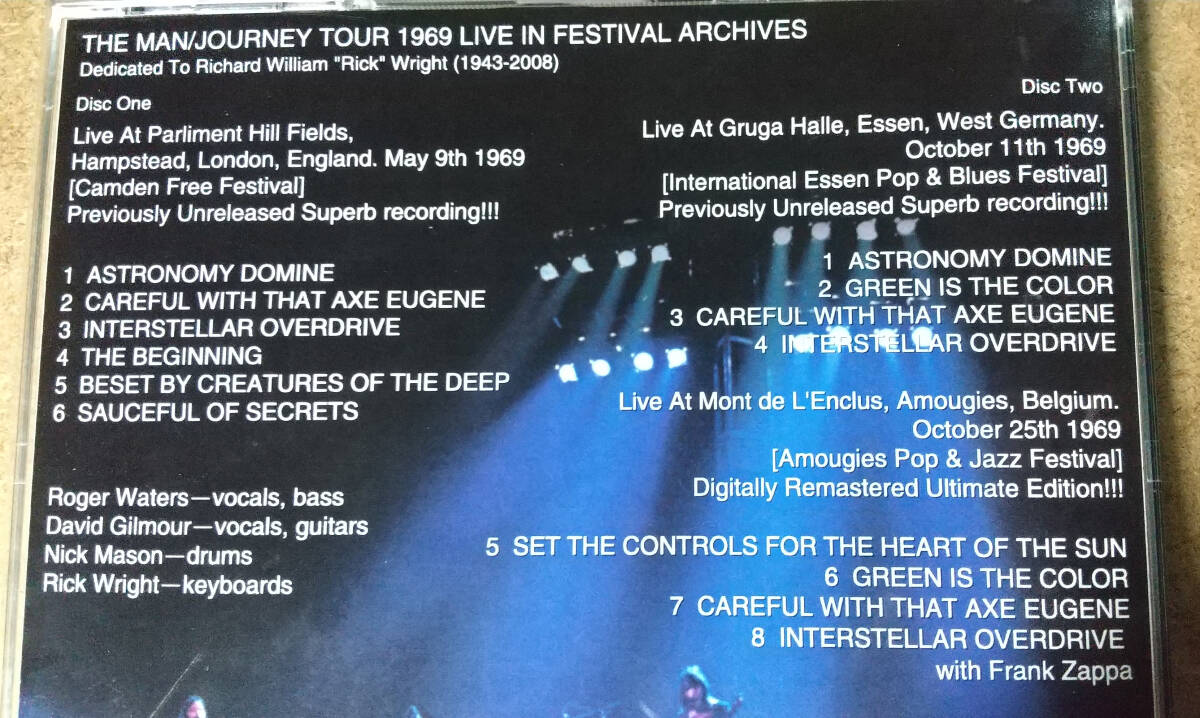 THE MAN/JOURNEY TOUR 1969 LIVE IN FESTIVAL ARCHIVES
Dedicated To Richard William "Rick" Wright (1943-2008)
Disc One
Live At Parliment Hill Fields,
Hampstead, London, England. May 9th 1969
[Camden Free Festival]
Previously Unreleased Superb recording!!!
1 ASTRONOMY DOMINE
2 CAREFUL WITH THAT AXE EUGENE
3 INTERSTELLAR OVERDRIVE
4 THE BEGINNING
5 BESET BY CREATURES OF THE DEEP
6 SAUCEFUL OF SECRETS
Roger Waters—vocals, bass
David Gilmour—vocals, guitars
Nick Mason—drums
Rick Wright—keyboards
Disc Two
Live At Gruga Halle, Essen, West Germany.
October 11th 1969
[International Essen Pop & Blues Festival]
Previously Unreleased Superb recording!!!
1 ASTRONOMY DOMINE
2 GREEN IS THE COLOR
3 CAREFUL WITH THAT AXE EUGENE
4 INTERSTELLAR OVERDRIVE
Live At Mont de L'Enclus, Amougies, Belgium.
October 25th 1969
[Amougies Pop & Jazz Festival]
Digitally Remastered Ultimate Edition!!!
5 SET THE CONTROLS FOR THE HEART OF THE SUN
6 GREEN IS THE COLOR
7 CAREFUL WITH THAT AXE EUGENE
8 INTERSTELLAR OVERDRIVE
with Frank Zappa